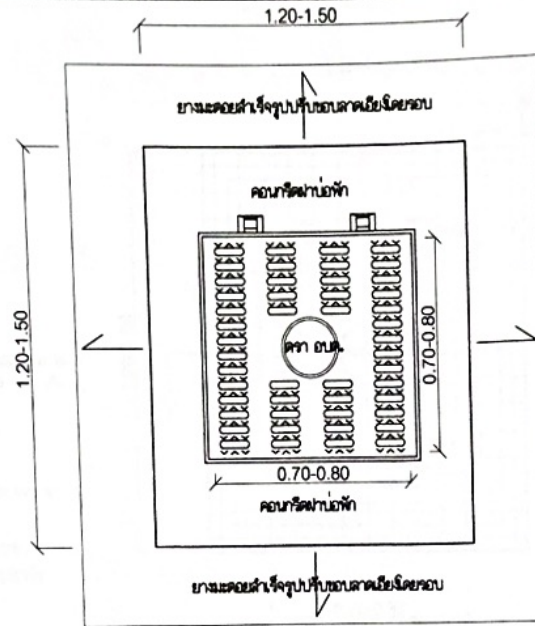 1.20-1.50
ยางมะตอยสำเร็จรูปปรับขอบลาดเอียงโดยรอบ
คอนกรีตฝาบ่อพัก
1.20-1.50
ตรา อบต.
0.70-0.80
0.70-0.80
คอนกรีตฝาบ่อพัก
ยางมะตอยสำเร็จรูปปรับขอบลาดเอียงโดยรอบ